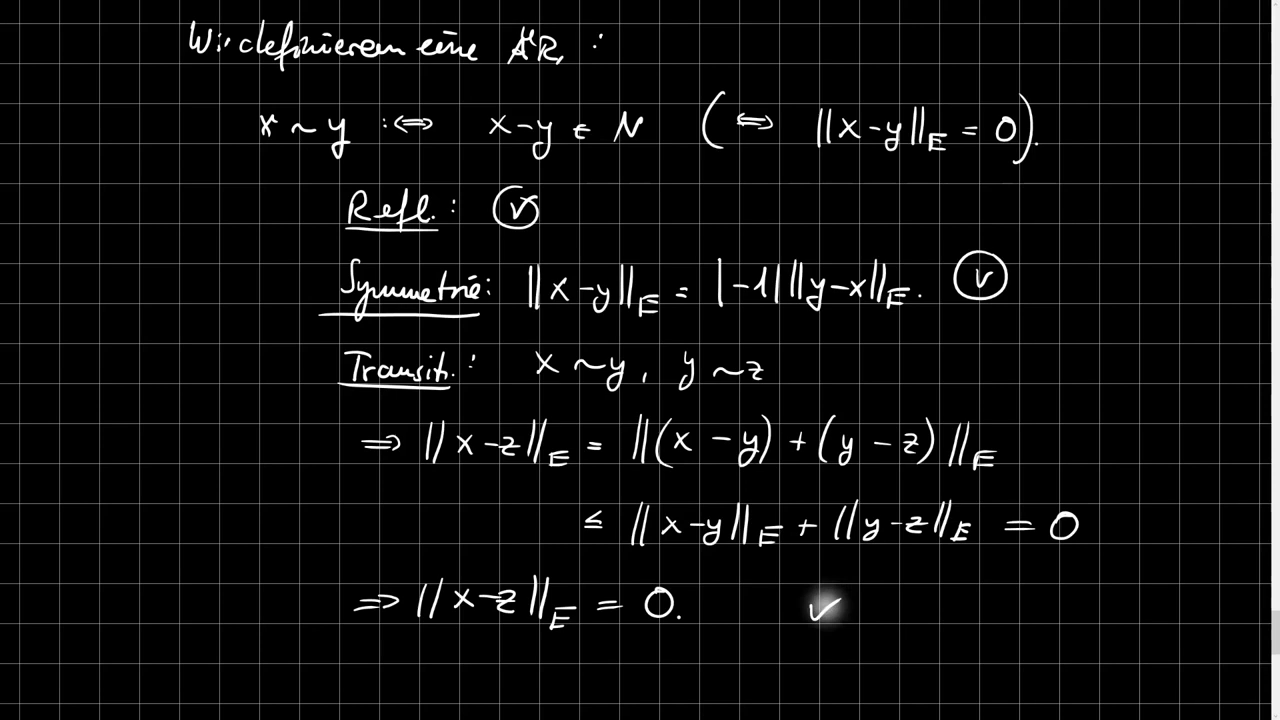 Wir definieren eine ÄR:
x ~ y :⇔ x-y ∈ N (⇔ ||x-y||_E = 0).
Refl.: ✓
Symmetrie: ||x-y||_E = |-1| ||y-x||_E. ✓
Transit.: x ~ y, y ~ z
⇒ ||x-z||_E = ||(x-y)+(y-z)||_E
≤ ||x-y||_E + ||y-z||_E = 0
⇒ ||x-z||_E = 0. ✓